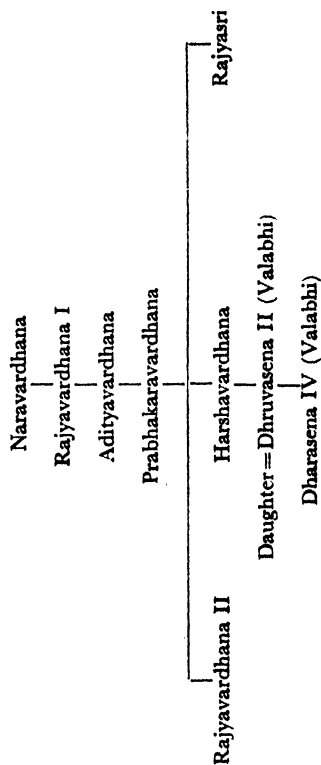 Naravardhana
Rajyavardhana I
Adityavardhana
Prabhakaravardhana
Rajyavardhana II
Harshavardhana
Rajyasri
Daughter = Dhruvasena II (Valabhi)
Dharasena IV (Valabhi)